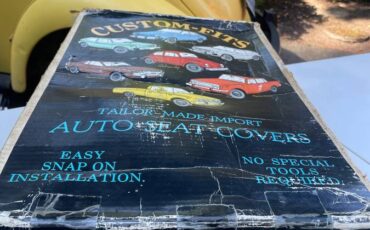 CUSTOM-FITS
TAILOR MADE IMPORT
AUTO SEAT COVERS
EASY
SNAP ON
INSTALLATION.
NO SPECIAL
TOOLS
REQUIRED.